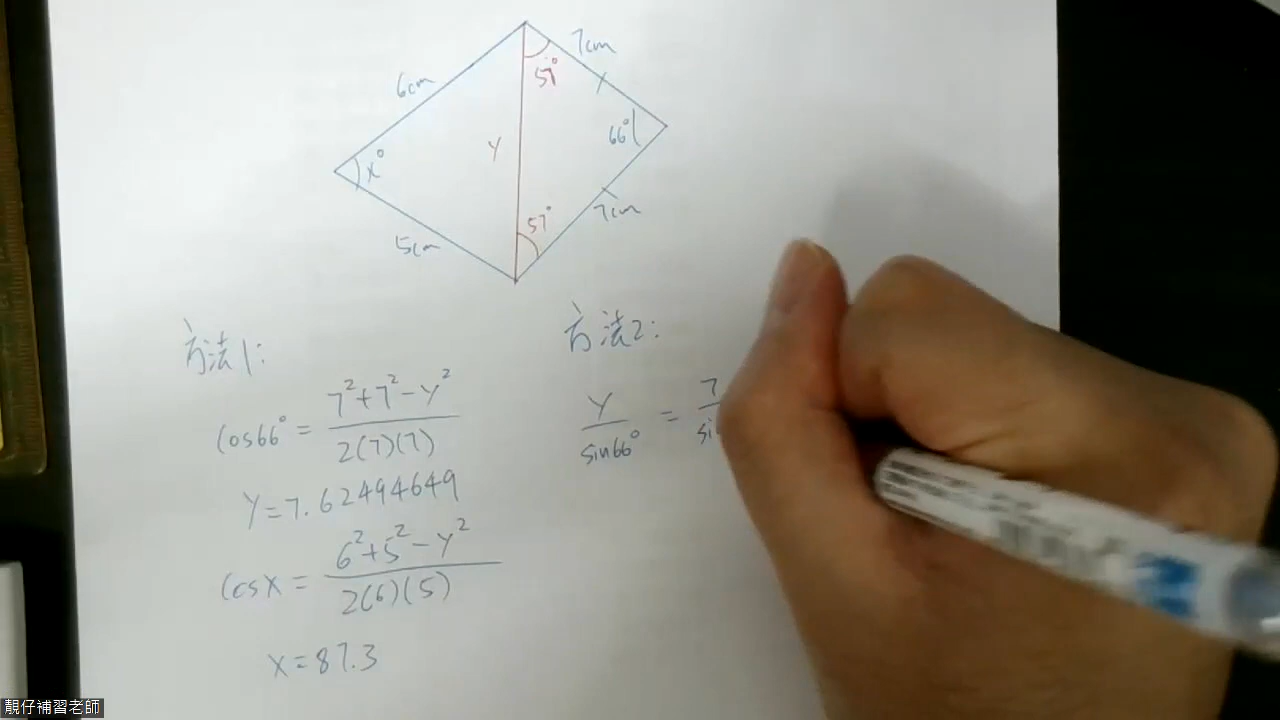 7cm
57°
6cm
66°
y
x°
57°
7cm
5cm
方法1:
cos66° = 7²+7²-y² / 2(7)(7)
y=7.62494649
cosx = 6²+5²-y² / 2(6)(5)
x=87.3
方法2:
y / sin66° = 7 / si
靚仔補習老師